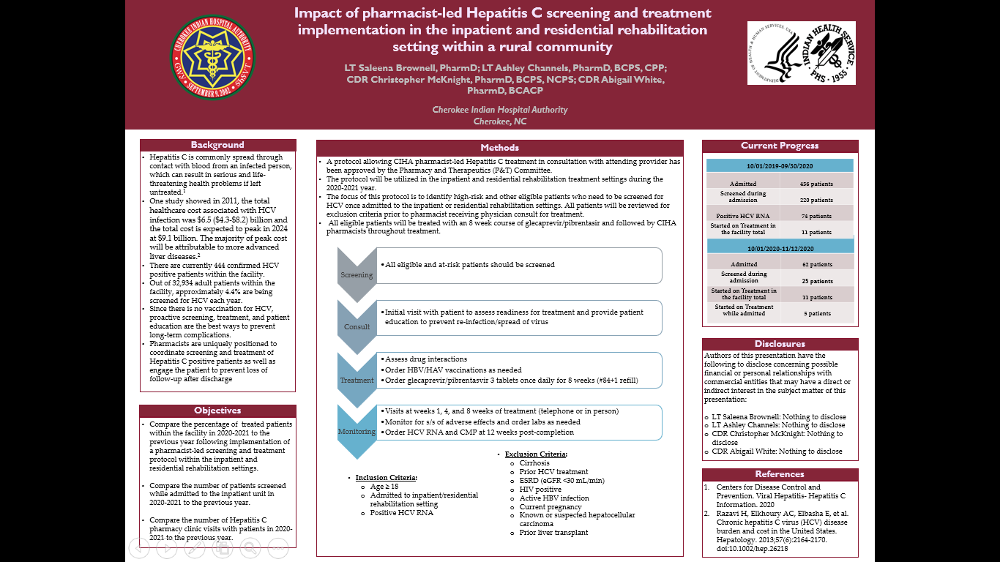 Impact of pharmacist-led Hepatitis C screening and treatment
implementation in the inpatient and residential rehabilitation
setting within a rural community
LT Saleena Brownell, PharmD; LT Ashley Channels, PharmD, BCPS, CPP;
CDR Christopher McKnight, PharmD, BCPS, NCPS; CDR Abigail White,
PharmD, BCACP
Cherokee Indian Hospital Authority
Cherokee, NC
CHEROKEE INDIAN HOSPITAL AUTHORITY
SEPTEMBER 9, 2002
DEPARTMENT OF HEALTH & HUMAN SERVICES. USA
INDIAN HEALTH SERVICE
PHS · 1955
Background
• Hepatitis C is commonly spread through
contact with blood from an infected person,
which can result in serious and life-
threatening health problems if left
untreated.¹
• One study showed in 2011, the total
healthcare cost associated with HCV
infection was $6.5 ($4.3-$8.2) billion and
the total cost is expected to peak in 2024
at $9.1 billion. The majority of peak cost
will be attributable to more advanced
liver diseases.²
• There are currently 444 confirmed HCV
positive patients within the facility.
• Out of 32,934 adult patients within the
facility, approximately 4.4% are being
screened for HCV each year.
• Since there is no vaccination for HCV,
proactive screening, treatment, and patient
education are the best ways to prevent
long-term complications.
• Pharmacists are uniquely positioned to
coordinate screening and treatment of
Hepatitis C positive patients as well as
engage the patient to prevent loss of
follow-up after discharge
Objectives
• Compare the percentage of treated patients
within the facility in 2020-2021 to the
previous year following implementation of
a pharmacist-led screening and treatment
protocol within the inpatient and
residential rehabilitation settings.
• Compare the number of patients screened
while admitted to the inpatient unit in
2020-2021 to the previous year.
• Compare the number of Hepatitis C
pharmacy clinic visits with patients in 2020-
2021 to the previous year.
Methods
• A protocol allowing CIHA pharmacist-led Hepatitis C treatment in consultation with attending provider has
been approved by the Pharmacy and Therapeutics (P&T) Committee.
• The protocol will be utilized in the inpatient and residential rehabilitation treatment settings during the
2020-2021 year.
• The focus of this protocol is to identify high-risk and other eligible patients who need to be screened for
HCV once admitted to the inpatient or residential rehabilitation settings. All patients will be reviewed for
exclusion criteria prior to pharmacist receiving physician consult for treatment.
• All eligible patients will be treated with an 8 week course of glecaprevir/pibrentasir and followed by CIHA
pharmacists throughout treatment.
Screening
•All eligible and at-risk patients should be screened
Consult
•Initial visit with patient to assess readiness for treatment and provide patient
education to prevent re-infection/spread of virus
Treatment
•Assess drug interactions
•Order HBV/HAV vaccinations as needed
•Order glecaprevir/pibrentasvir 3 tablets once daily for 8 weeks (#84+1 refill)
Monitoring
•Visits at weeks 1, 4, and 8 weeks of treatment (telephone or in person)
•Monitor for s/s of adverse effects and order labs as needed
•Order HCV RNA and CMP at 12 weeks post-completion
• Inclusion Criteria:
o Age ≥ 18
o Admitted to inpatient/residential
rehabilitation setting
o Positive HCV RNA
• Exclusion Criteria:
o Cirrhosis
o Prior HCV treatment
o ESRD (eGFR <30 mL/min)
o HIV positive
o Active HBV infection
o Current pregnancy
o Known or suspected hepatocellular
carcinoma
o Prior liver transplant
Current Progress
10/01/2019-09/30/2020
Admitted 456 patients
Screened during
admission 220 patients
Positive HCV RNA 74 patients
Started on Treatment in
the facility total 11 patients
10/01/2020-11/12/2020
Admitted 62 patients
Screened during
admission 25 patients
Started on Treatment in
the facility total 11 patients
Started on Treatment
while admitted 5 patients
Disclosures
Authors of this presentation have the
following to disclose concerning possible
financial or personal relationships with
commercial entities that may have a direct or
indirect interest in the subject matter of this
presentation:
o LT Saleena Brownell: Nothing to disclose
o LT Ashley Channels: Nothing to disclose
o CDR Christopher McKnight: Nothing to
disclose
o CDR Abigail White: Nothing to disclose
References
1. Centers for Disease Control and
Prevention. Viral Hepatitis- Hepatitis C
Information. 2020
2. Razavi H, Elkhoury AC, Elbasha E, et al.
Chronic hepatitis C virus (HCV) disease
burden and cost in the United States.
Hepatology. 2013;57(6):2164-2170.
doi:10.1002/hep.26218